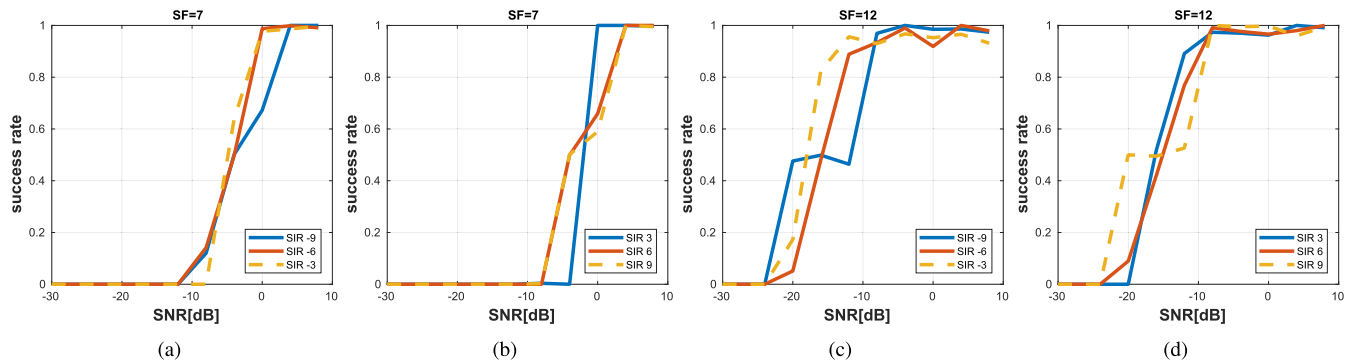 SF=7
1
0.8
0.6
0.4
0.2
0
success rate
-30
-20
-10
0
10
SNR[dB]
SIR -9
SIR -6
SIR -3
(a)
SF=7
1
0.8
0.6
0.4
0.2
0
success rate
-30
-20
-10
0
10
SNR[dB]
SIR 3
SIR 6
SIR 9
(b)
SF=12
1
0.8
0.6
0.4
0.2
0
success rate
-30
-20
-10
0
10
SNR[dB]
SIR -9
SIR -6
SIR -3
(c)
SF=12
1
0.8
0.6
0.4
0.2
0
success rate
-30
-20
-10
0
10
SNR[dB]
SIR 3
SIR 6
SIR 9
(d)